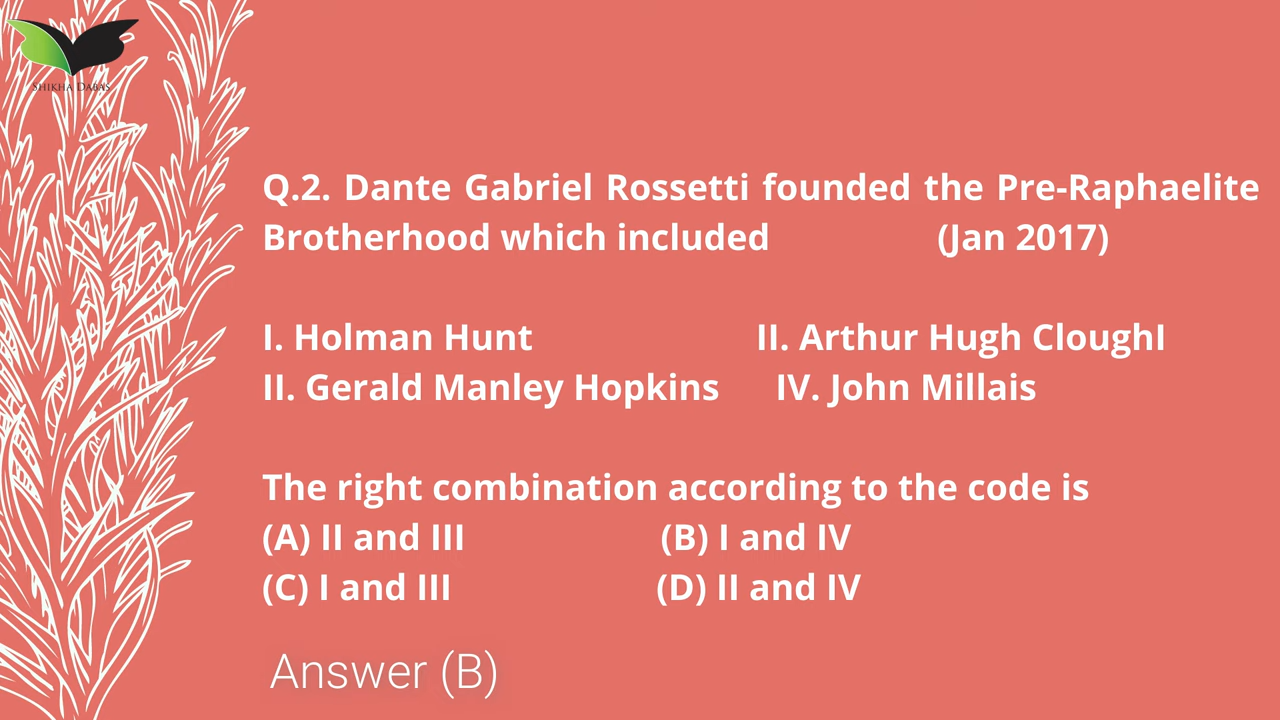 SHIKHA DABAS
Q.2. Dante Gabriel Rossetti founded the Pre-Raphaelite
Brotherhood which included (Jan 2017)
I. Holman Hunt II. Arthur Hugh CloughI
II. Gerald Manley Hopkins IV. John Millais
The right combination according to the code is
(A) II and III (B) I and IV
(C) I and III (D) II and IV
Answer (B)